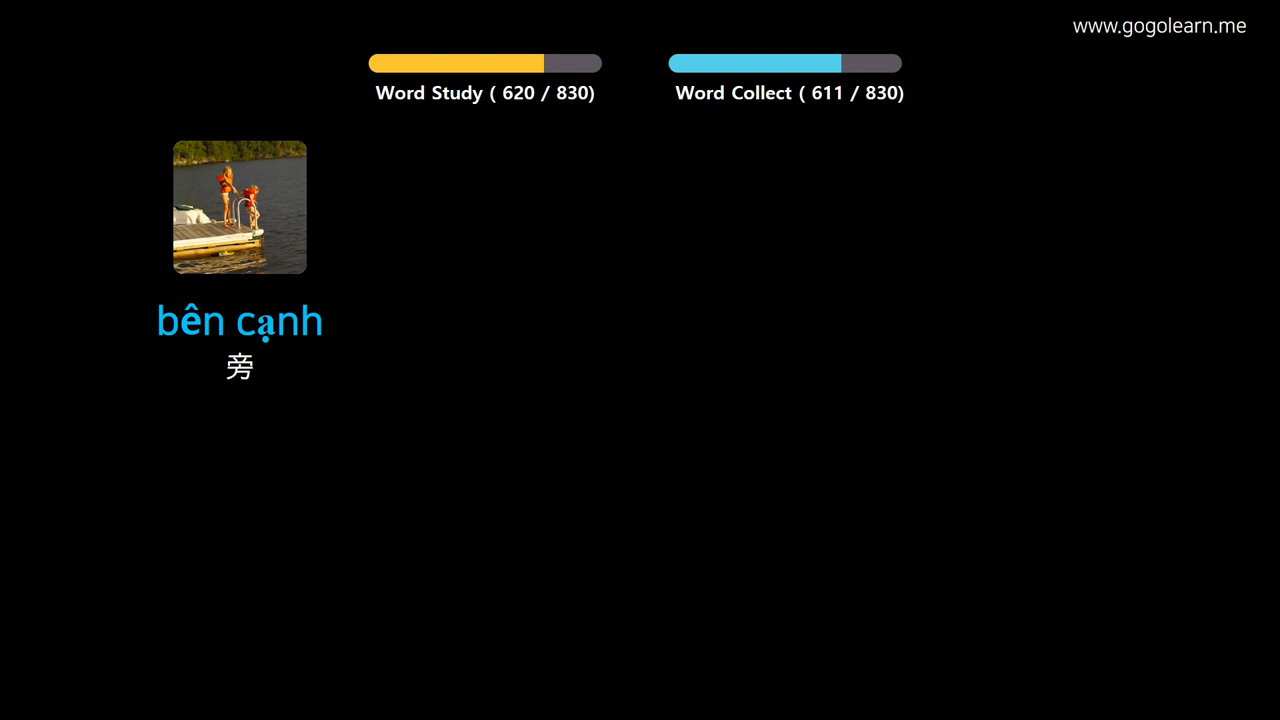 www.gogolearn.me
Word Study ( 620 / 830)
Word Collect ( 611 / 830)
bên cạnh
旁